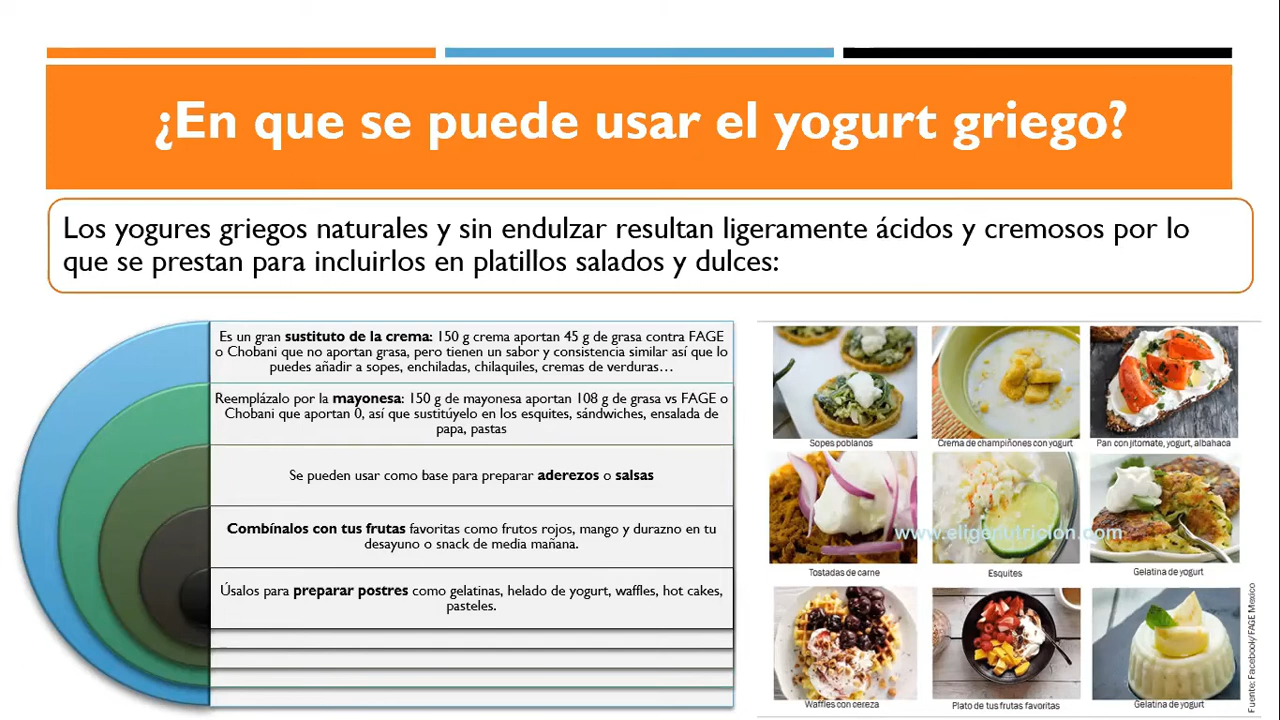 ¿En que se puede usar el yogurt griego?
Los yogures griegos naturales y sin endulzar resultan ligeramente ácidos y cremosos por lo
que se prestan para incluirlos en platillos salados y dulces:
Es un gran sustituto de la crema: 150 g crema aportan 45 g de grasa contra FAGE
o Chobani que no aportan grasa, pero tienen un sabor y consistencia similar así que lo
puedes añadir a sopes, enchiladas, chilaquiles, cremas de verduras…
Reemplázalo por la mayonesa: 150 g de mayonesa aportan 108 g de grasa vs FAGE o
Chobani que aportan 0, así que sustitúyelo en los esquites, sándwiches, ensalada de
papa, pastas
Se pueden usar como base para preparar aderezos o salsas
Combínalos con tus frutas favoritas como frutos rojos, mango y durazno en tu
desayuno o snack de media mañana.
Úsalos para preparar postres como gelatinas, helado de yogurt, waffles, hot cakes,
pasteles.
Sopes poblanos
Crema de champiñones con yogurt
Pan con jitomate, yogurt, albahaca
www.eligenutricion.com
Tostadas de carne
Esquites
Gelatina de yogurt
Waffles con cereza
Plato de tus frutas favoritas
Gelatina de yogurt
Fuente: Facebook/ FAGE Mexico